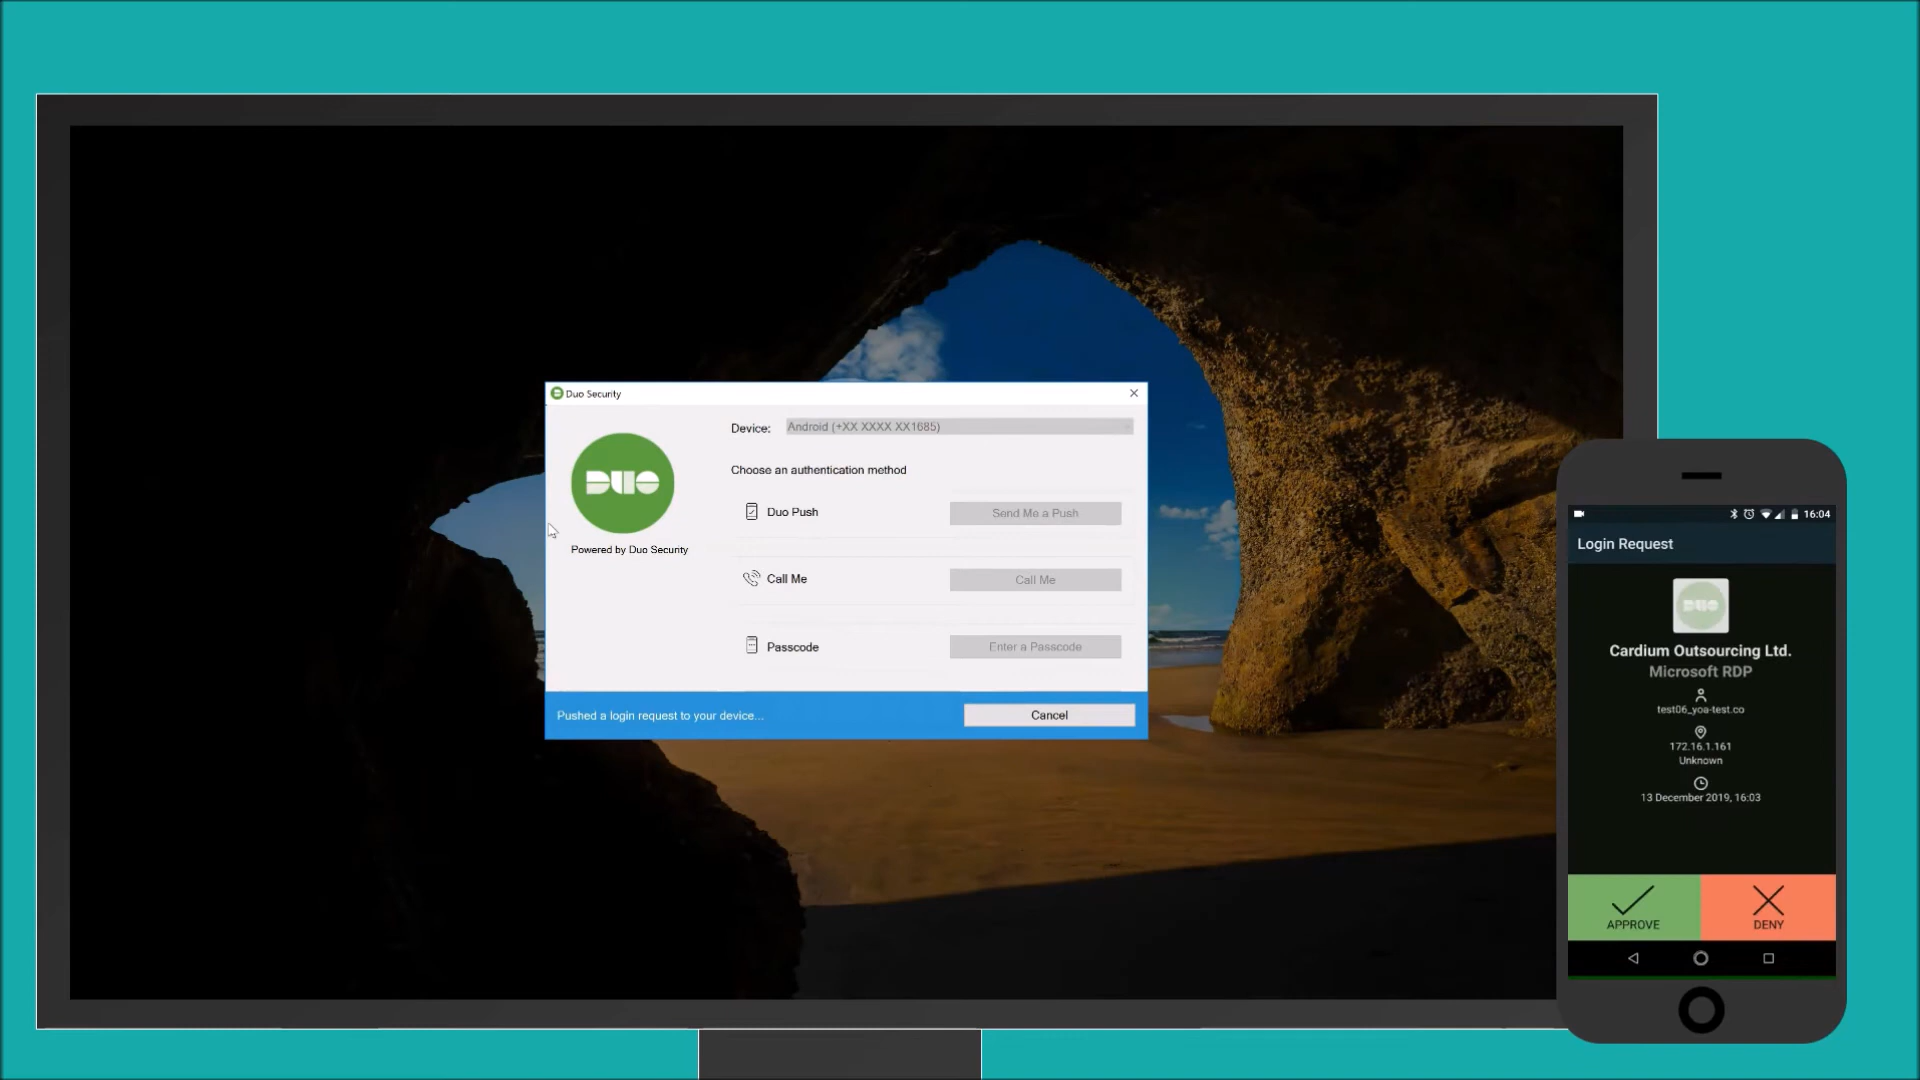 Duo Security
DUO
Powered by Duo Security
Device:
Android (+XX XXXX XX1685)
Choose an authentication method
Duo Push
Send Me a Push
Call Me
Call Me
Passcode
Enter a Passcode
Pushed a login request to your device...
Cancel
16:04
Login Request
DUO
Cardium Outsourcing Ltd.
Microsoft RDP
test06_yoa-test.co
172.16.1.161
Unknown
13 December 2019, 16:03
APPROVE
DENY